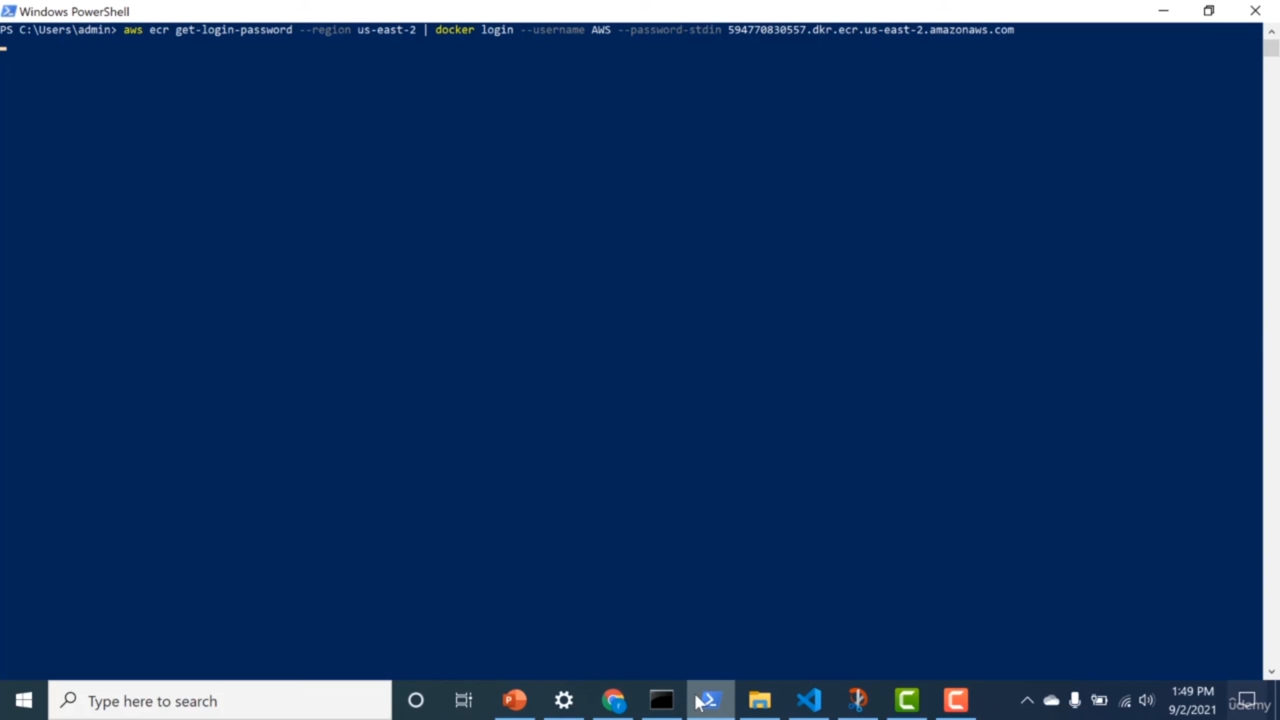 Windows PowerShell
PS C:\Users\admin> aws ecr get-login-password --region us-east-2 | docker login --username AWS --password-stdin 594770830557.dkr.ecr.us-east-2.amazonaws.com
Type here to search
1:49 PM
9/2/2021
udemy